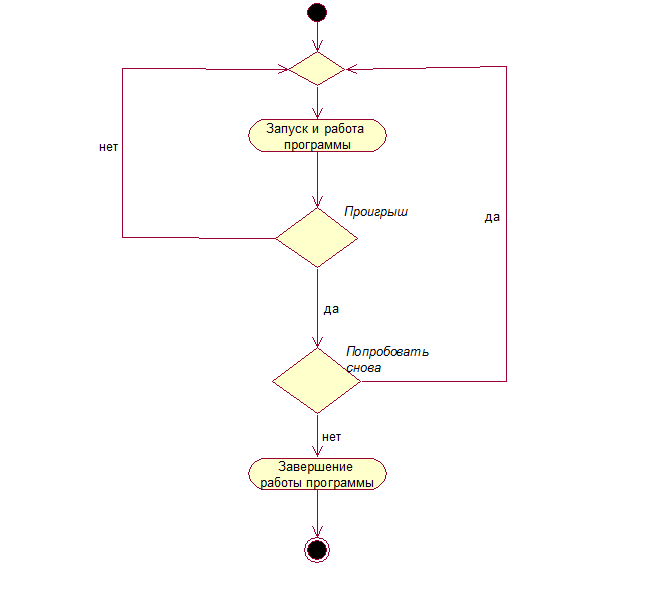 Запуск и работа
программы
нет
Проигрыш
да
да
Попробовать
снова
нет
Завершение
работы программы